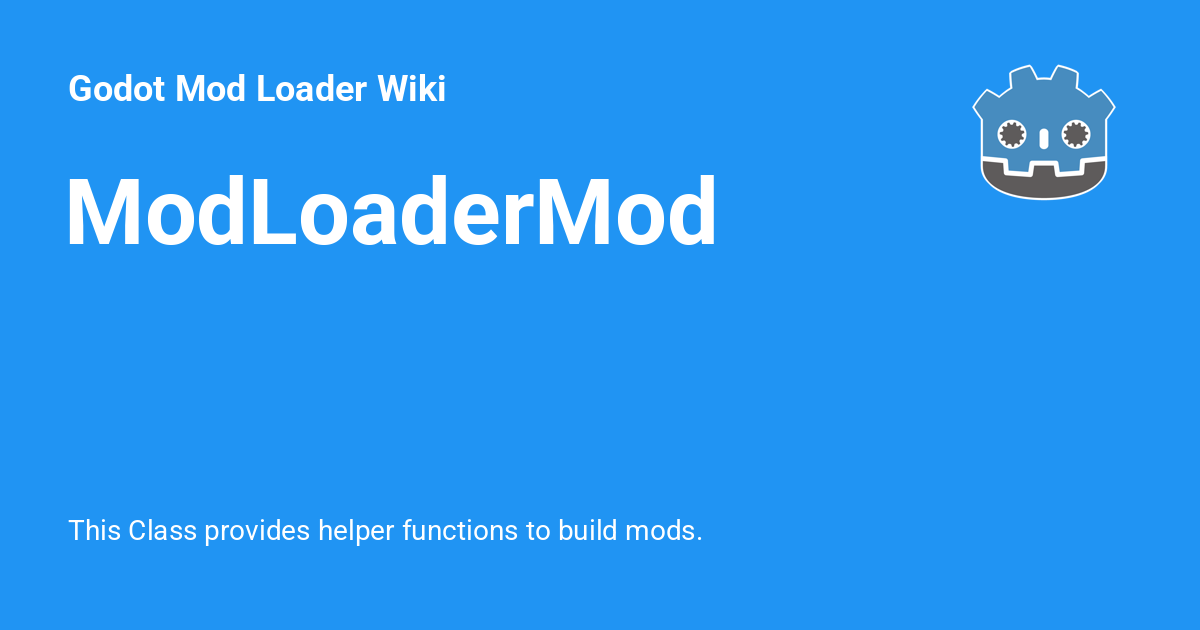 Godot Mod Loader Wiki
ModLoaderMod
This Class provides helper functions to build mods.